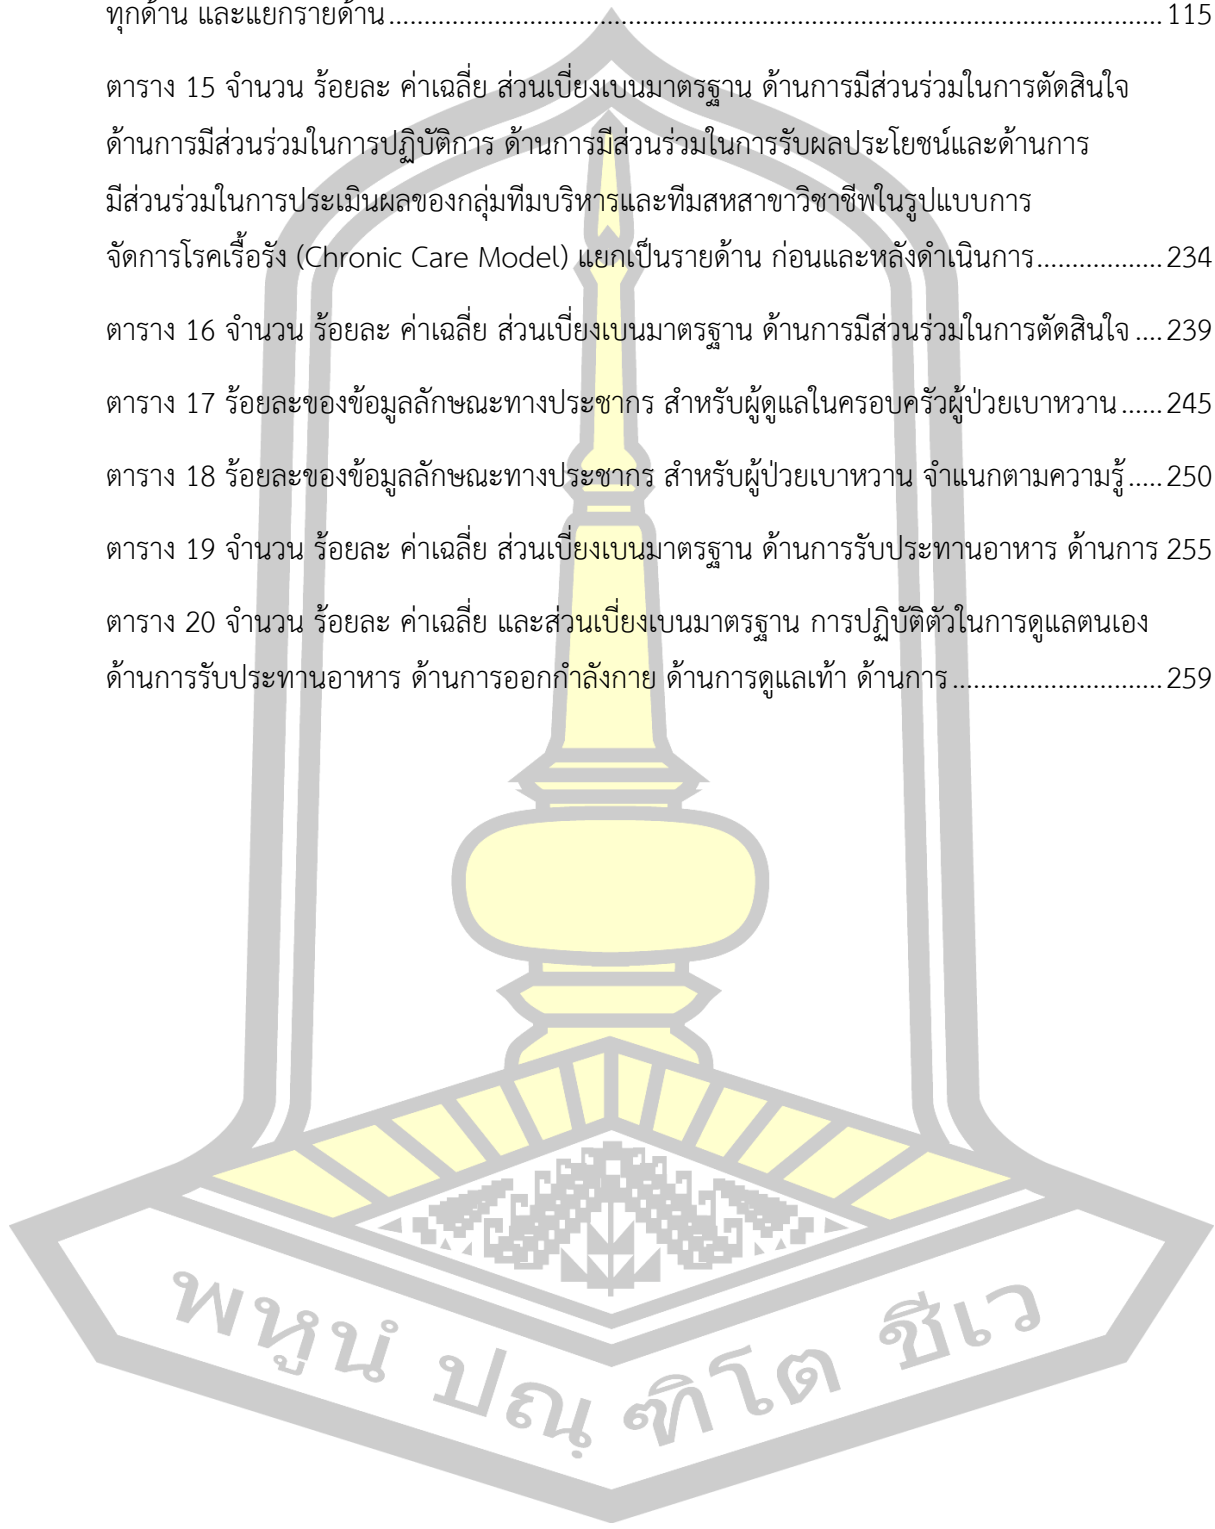 ทุกด้าน และแยกรายด้าน........................................................................................................ 115
ตาราง 15 จำนวน ร้อยละ ค่าเฉลี่ย ส่วนเบี่ยงเบนมาตรฐาน ด้านการมีส่วนร่วมในการตัดสินใจ
ด้านการมีส่วนร่วมในการปฏิบัติการ ด้านการมีส่วนร่วมในการรับผลประโยชน์และด้านการ
มีส่วนร่วมในการประเมินผลของกลุ่มทีมบริหารและทีมสหสาขาวิชาชีพในรูปแบบการ
จัดการโรคเรื้อรัง (Chronic Care Model) แยกเป็นรายด้าน ก่อนและหลังดำเนินการ.................. 234
ตาราง 16 จำนวน ร้อยละ ค่าเฉลี่ย ส่วนเบี่ยงเบนมาตรฐาน ด้านการมีส่วนร่วมในการตัดสินใจ .... 239
ตาราง 17 ร้อยละของข้อมูลลักษณะทางประชากร สำหรับผู้ดูแลในครอบครัวผู้ป่วยเบาหวาน ...... 245
ตาราง 18 ร้อยละของข้อมูลลักษณะทางประชากร สำหรับผู้ป่วยเบาหวาน จำแนกตามความรู้..... 250
ตาราง 19 จำนวน ร้อยละ ค่าเฉลี่ย ส่วนเบี่ยงเบนมาตรฐาน ด้านการรับประทานอาหาร ด้านการ 255
ตาราง 20 จำนวน ร้อยละ ค่าเฉลี่ย และส่วนเบี่ยงเบนมาตรฐาน การปฏิบัติตัวในการดูแลตนเอง
ด้านการรับประทานอาหาร ด้านการออกกำลังกาย ด้านการดูแลเท้า ด้านการ ............................. 259
พหูนํ ปณฺฑิโต ชีเว